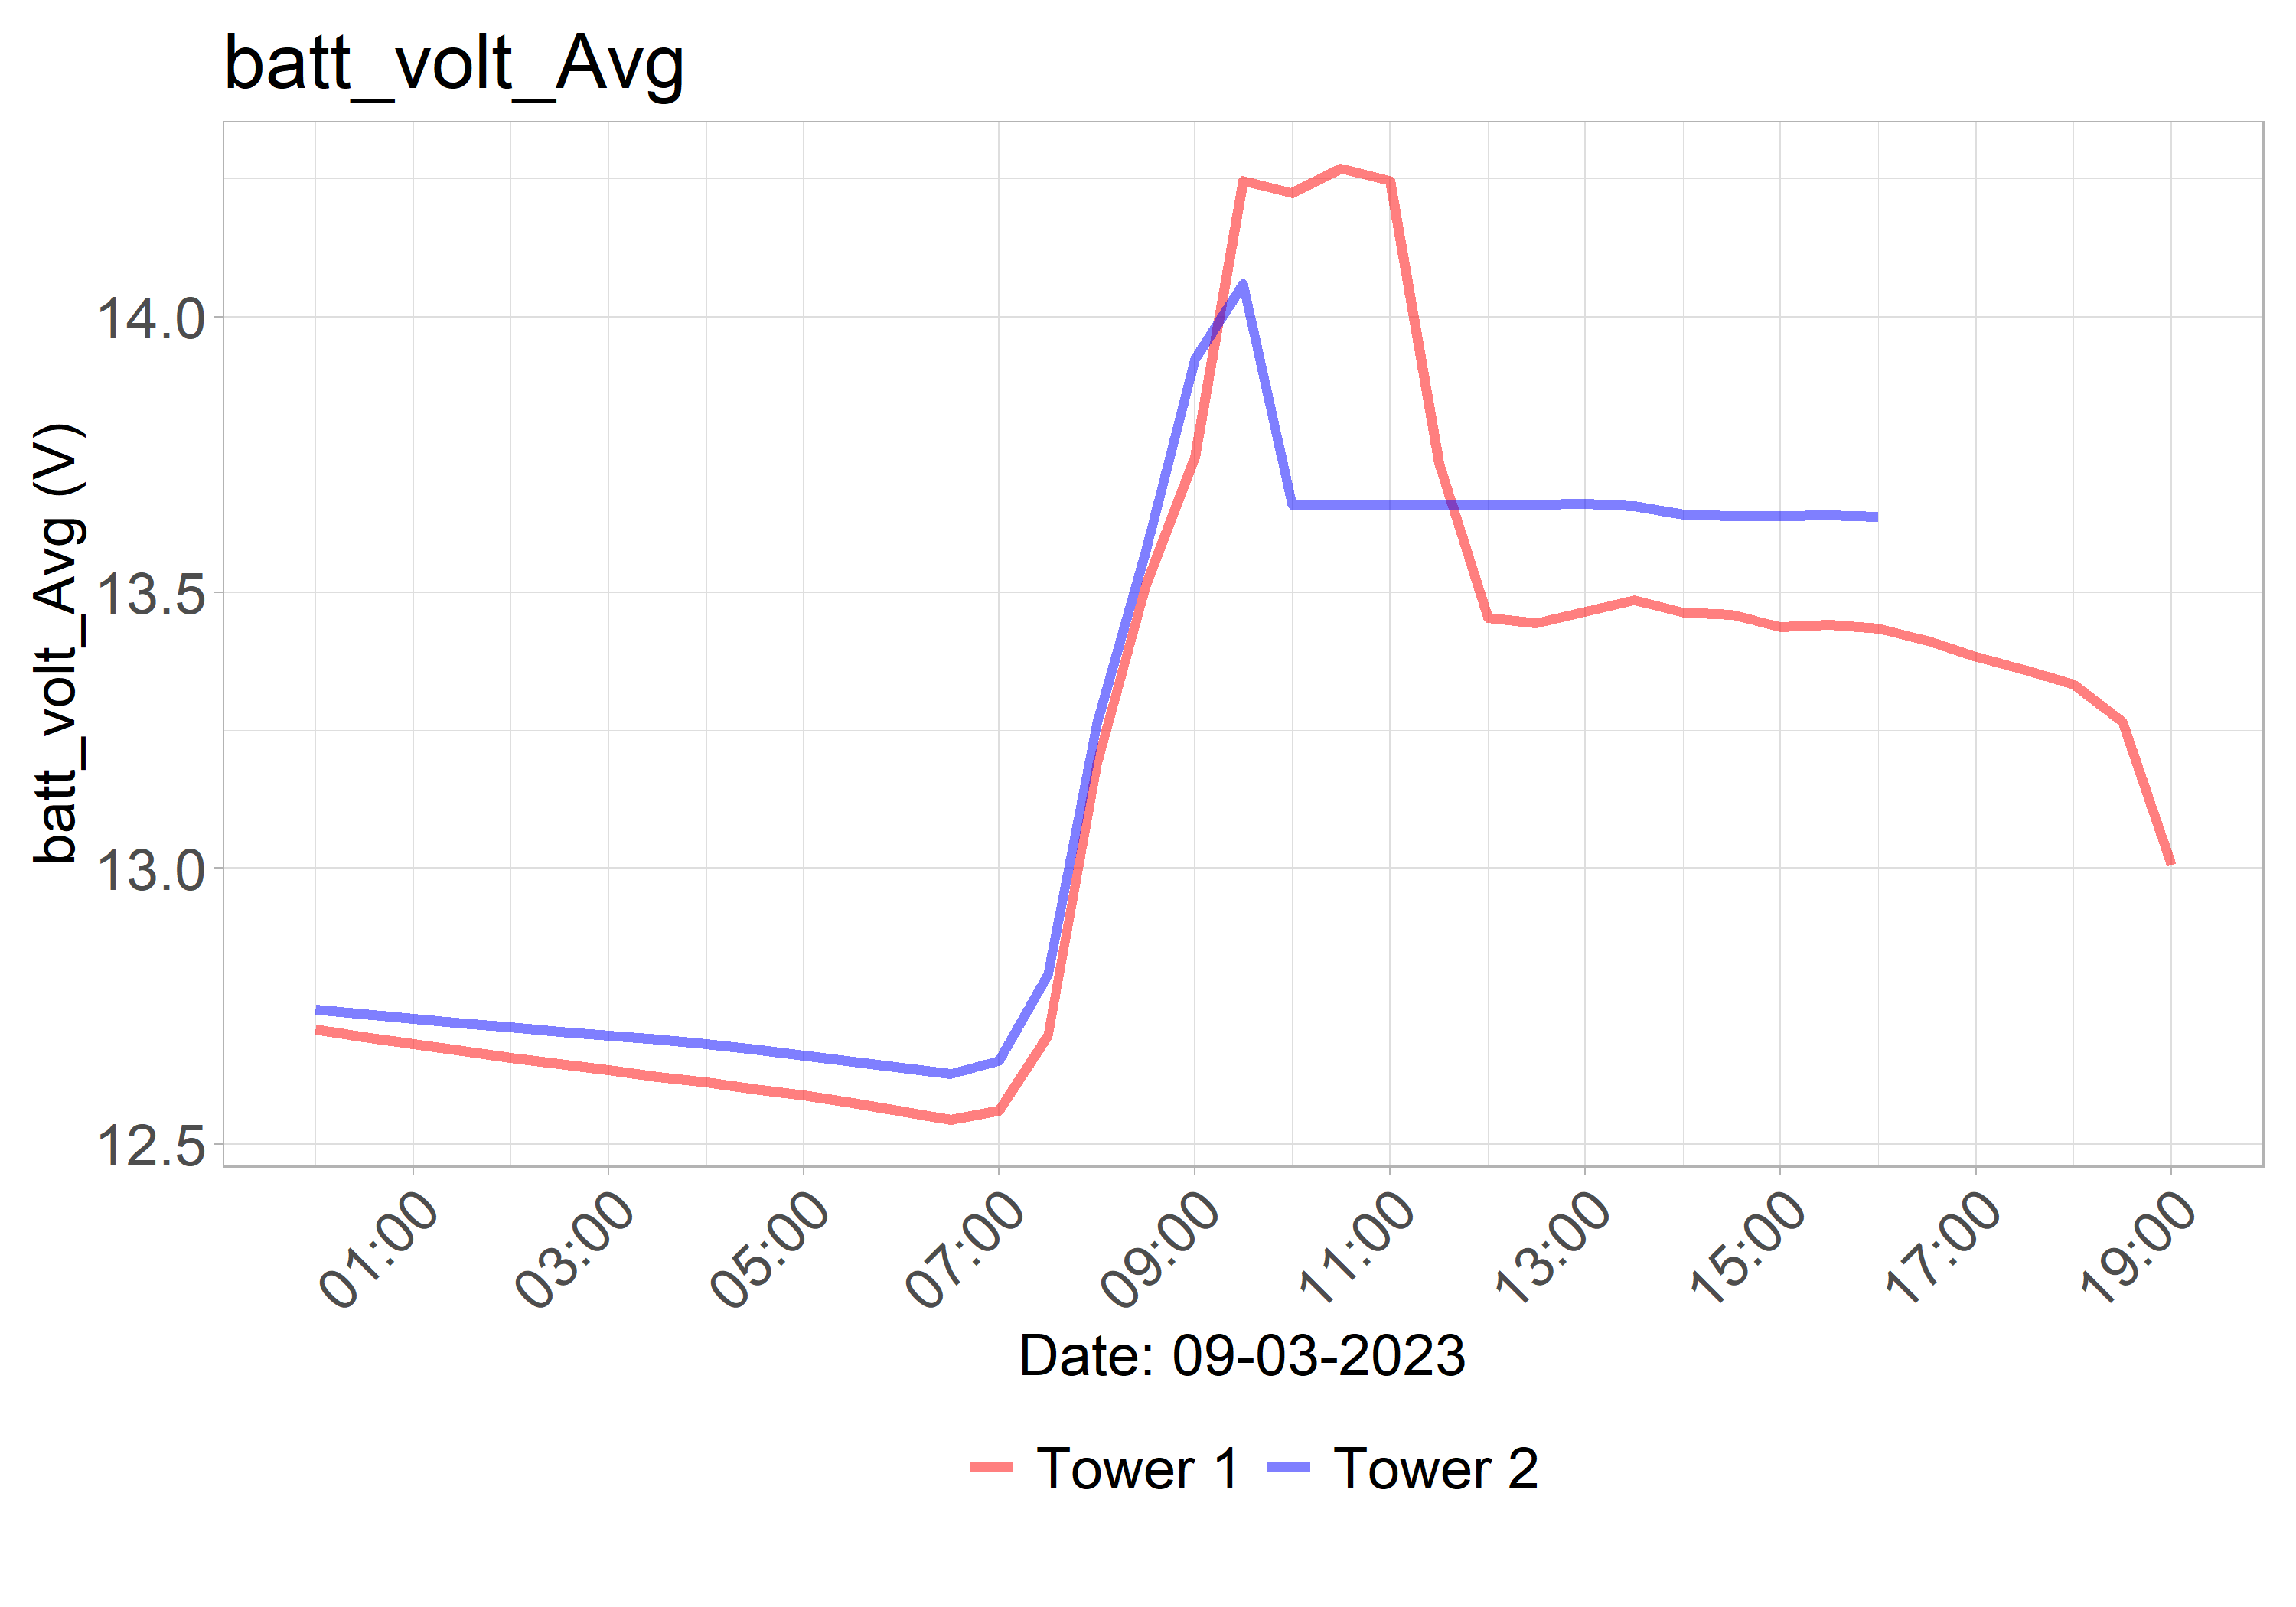 batt_volt_Avg
batt_volt_Avg (V)
14.0
13.5
13.0
12.5
01:00 03:00 05:00 07:00 09:00 11:00 13:00 15:00 17:00 19:00
Date: 09-03-2023
Tower 1 Tower 2